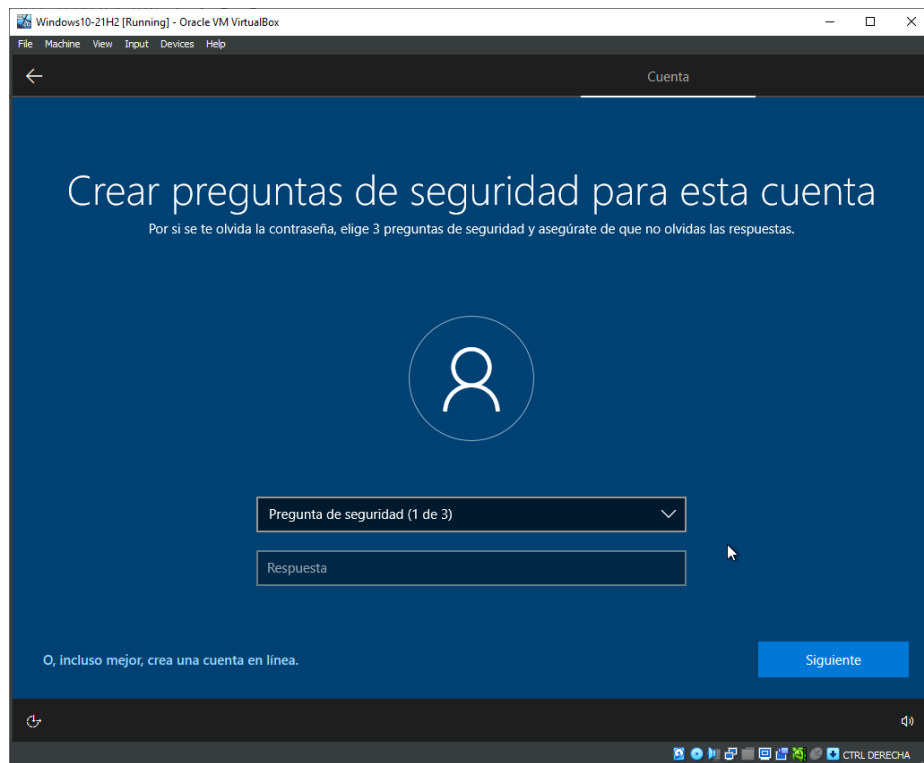 Windows10-21H2 [Running] - Oracle VM VirtualBox
File Machine View Input Devices Help
Cuenta
Crear preguntas de seguridad para esta cuenta
Por si se te olvida la contraseña, elige 3 preguntas de seguridad y asegúrate de que no olvidas las respuestas.
Pregunta de seguridad (1 de 3)
Respuesta
O, incluso mejor, crea una cuenta en línea.
Siguiente
CTRL DERECHA